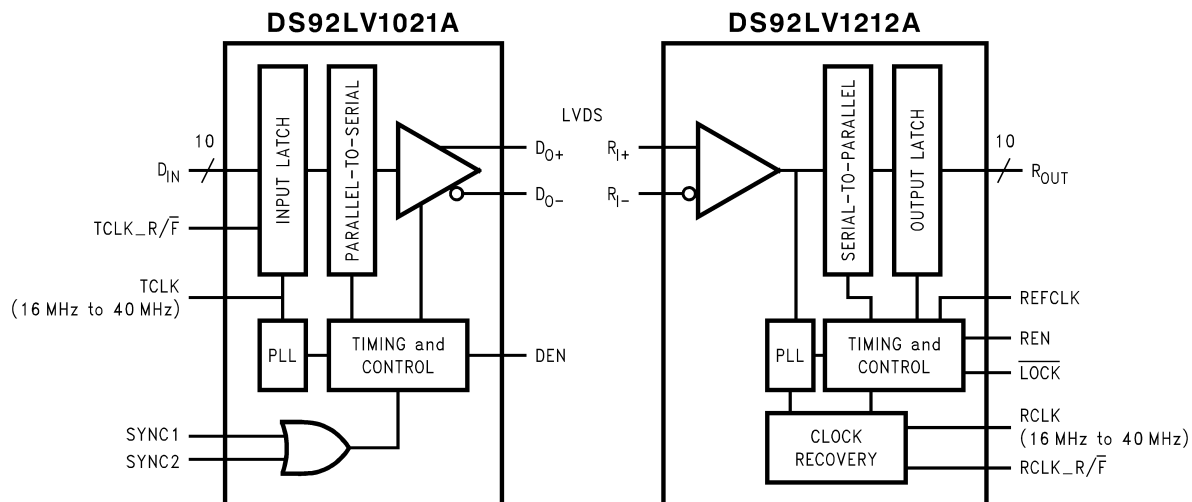 DS92LV1021A
DS92LV1212A
10
D_IN
INPUT LATCH
PARALLEL-TO-SERIAL
TCLK_R/F̅
TCLK
(16 MHz to 40 MHz)
PLL
TIMING and
CONTROL
DEN
SYNC1
SYNC2
D_O+
D_O-
LVDS
R_I+
R_I-
SERIAL-TO-PARALLEL
OUTPUT LATCH
10
R_OUT
REFCLK
REN
L̅O̅C̅K̅
PLL
TIMING and
CONTROL
RCLK
(16 MHz to 40 MHz)
CLOCK
RECOVERY
RCLK_R/F̅